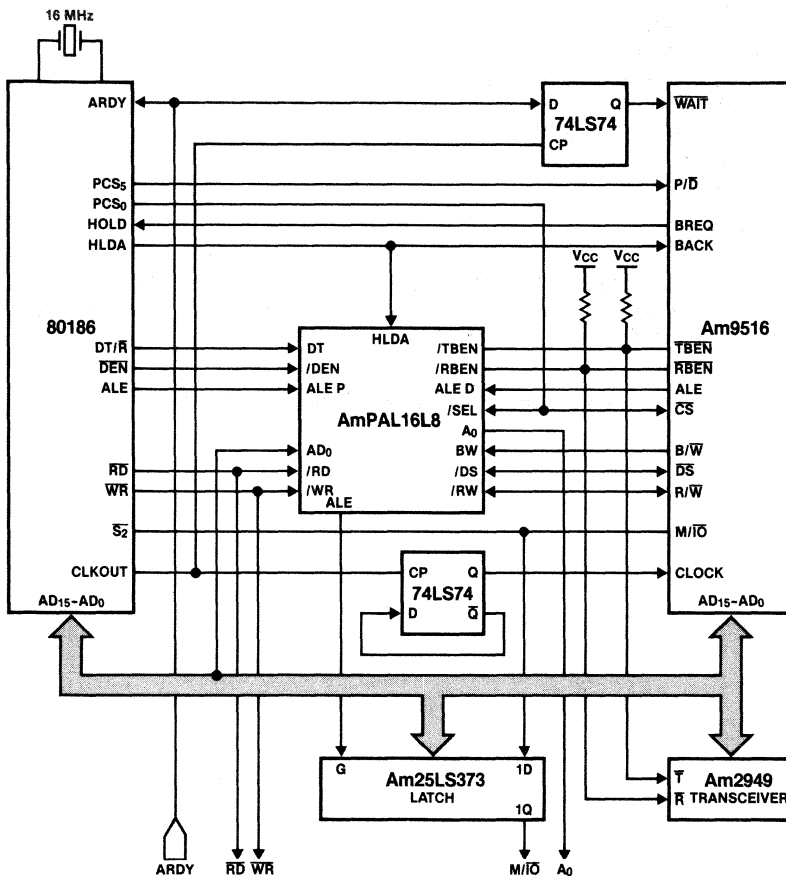 16 MHz
ARDY
D Q
74LS74
CP
WAIT
PCS5
P/D
PCS0
HOLD
BREQ
HLDA
BACK
VCC VCC
80186
HLDA
Am9516
DT/R
DT
/TBEN
TBEN
DEN
/DEN
/RBEN
RBEN
ALE
ALE P
ALE D
ALE
AmPAL16L8
/SEL
CS
A0
AD0
BW
B/W
RD
/RD
/DS
DS
WR
/WR
/RW
R/W
ALE
S2
M/IO
CLKOUT
CP Q
74LS74
D Q
CLOCK
AD15-AD0
AD15-AD0
G
Am25LS373
1D
LATCH
1Q
T
Am2949
R TRANSCEIVER
ARDY
RD WR
M/IO A0